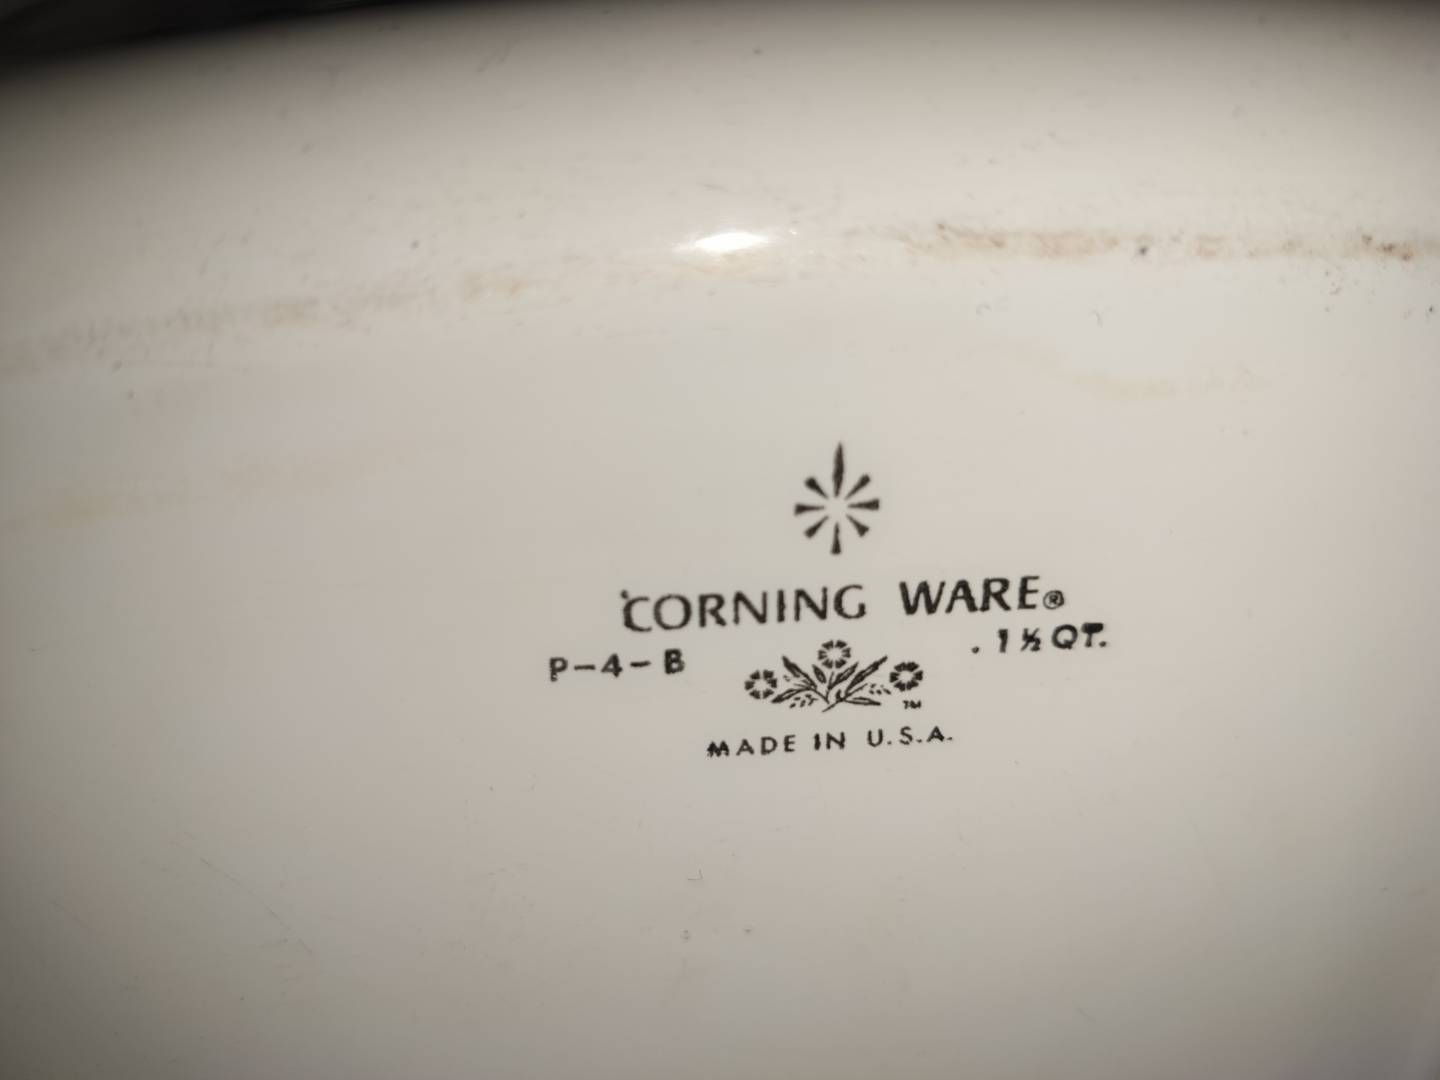 CORNING WARE®
P-4-B
1½ QT.
TM
MADE IN U.S.A.